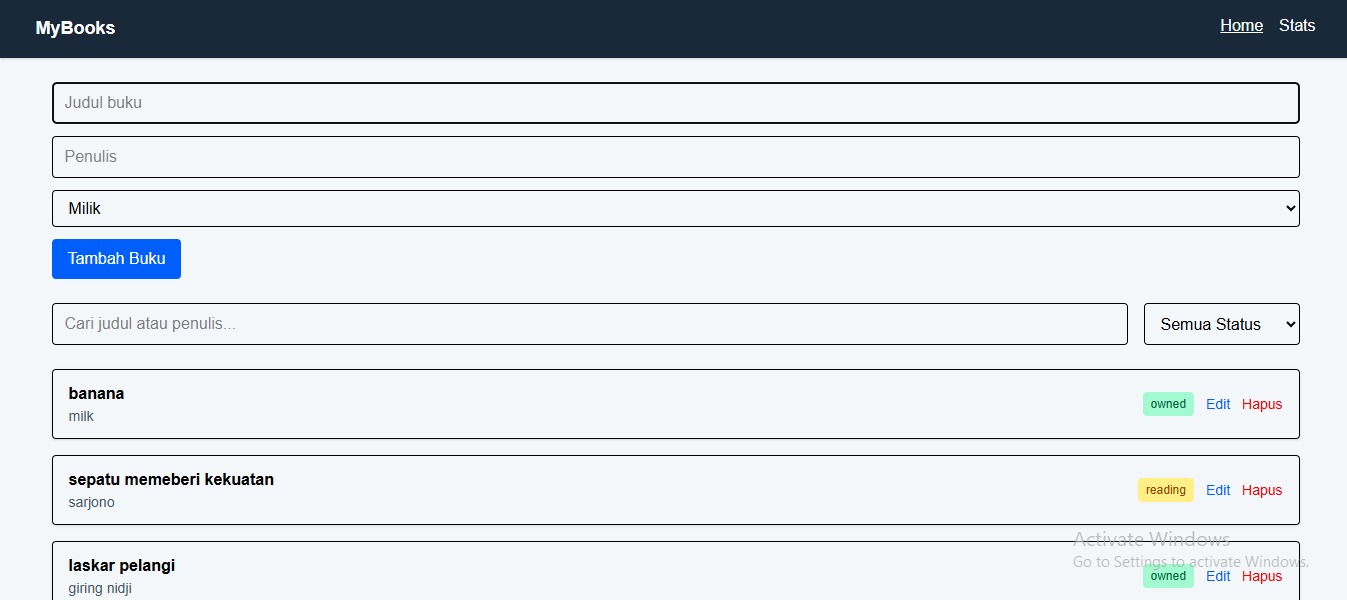 MyBooks
Home Stats
Judul buku
Penulis
Milik
Tambah Buku
Cari judul atau penulis...
Semua Status
banana
milk
owned Edit Hapus
sepatu memeberi kekuatan
sarjono
reading Edit Hapus
Activate Windows
Go to Settings to activate Windows.
laskar pelangi
giring nidji
owned Edit Hapus